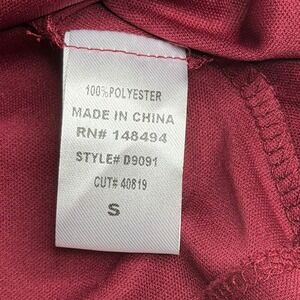 100% POLYESTER
MADE IN CHINA
RN# 148494
STYLE# D9091
CUT# 40819
S